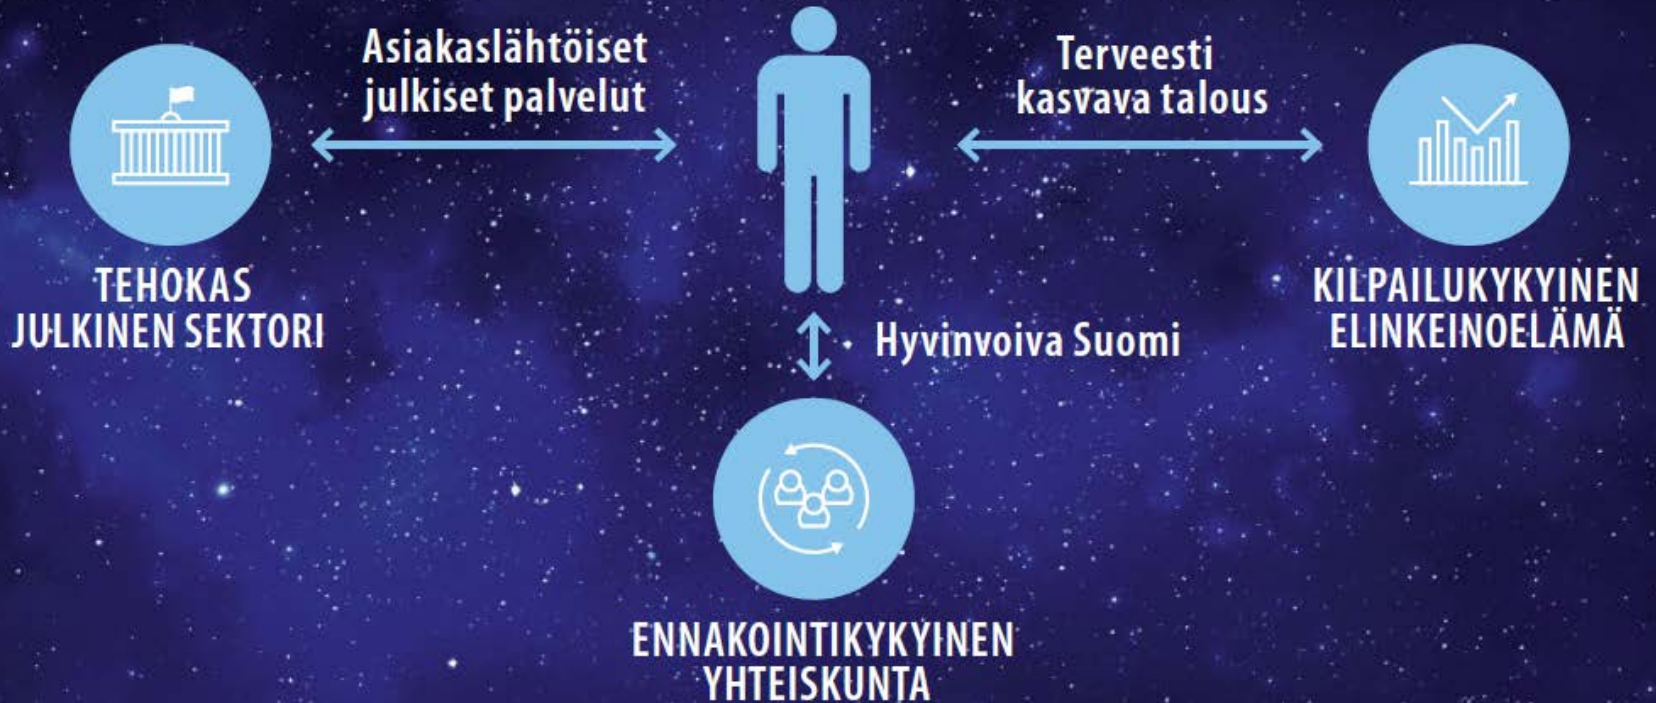 Asiakaslähtöiset
julkiset palvelut
Terveesti
kasvava talous
TEHOKAS
JULKINEN SEKTORI
KILPAILUKYKYINEN
ELINKEINOELÄMÄ
Hyvinvoiva Suomi
ENNAKOINTIKYKYINEN
YHTEISKUNTA